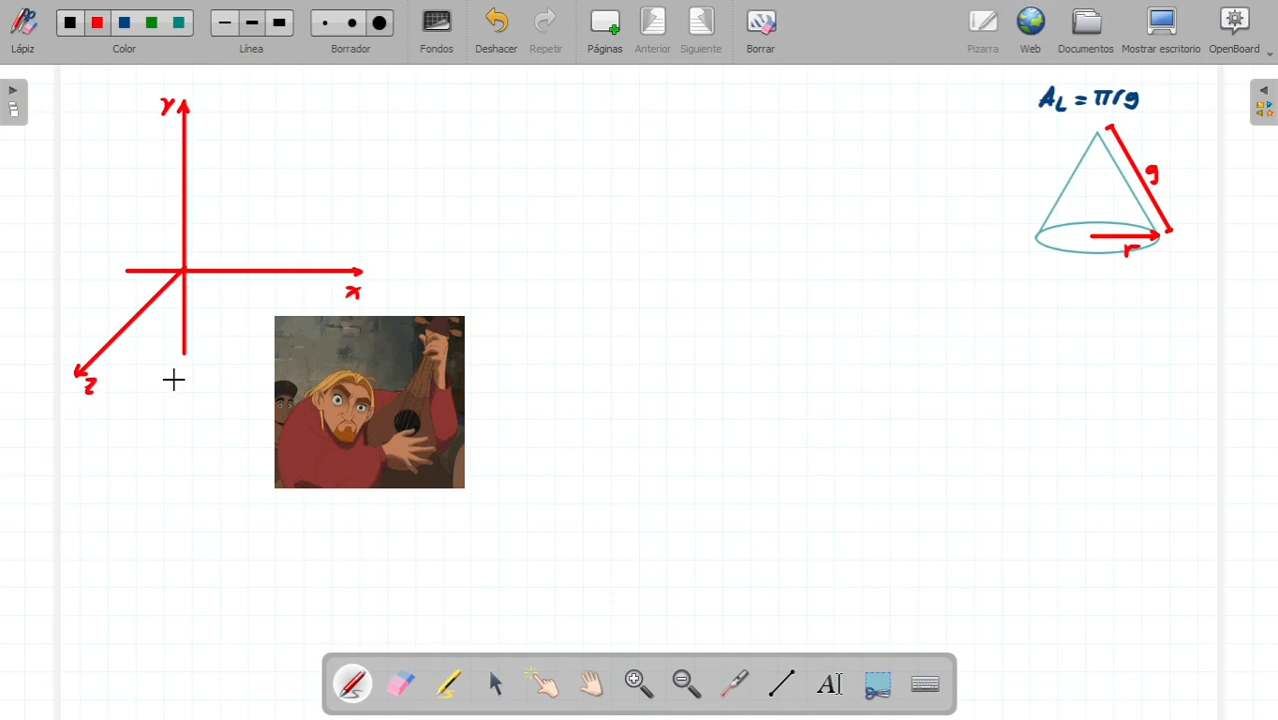 Lápiz
Color
Línea
Borrador
Fondos
Deshacer
Repetir
Páginas
Anterior
Siguiente
Borrar
Pizarra
Web
Documentos
Mostrar escritorio
OpenBoard
y
x
z
A_L = πrg
g
r
A